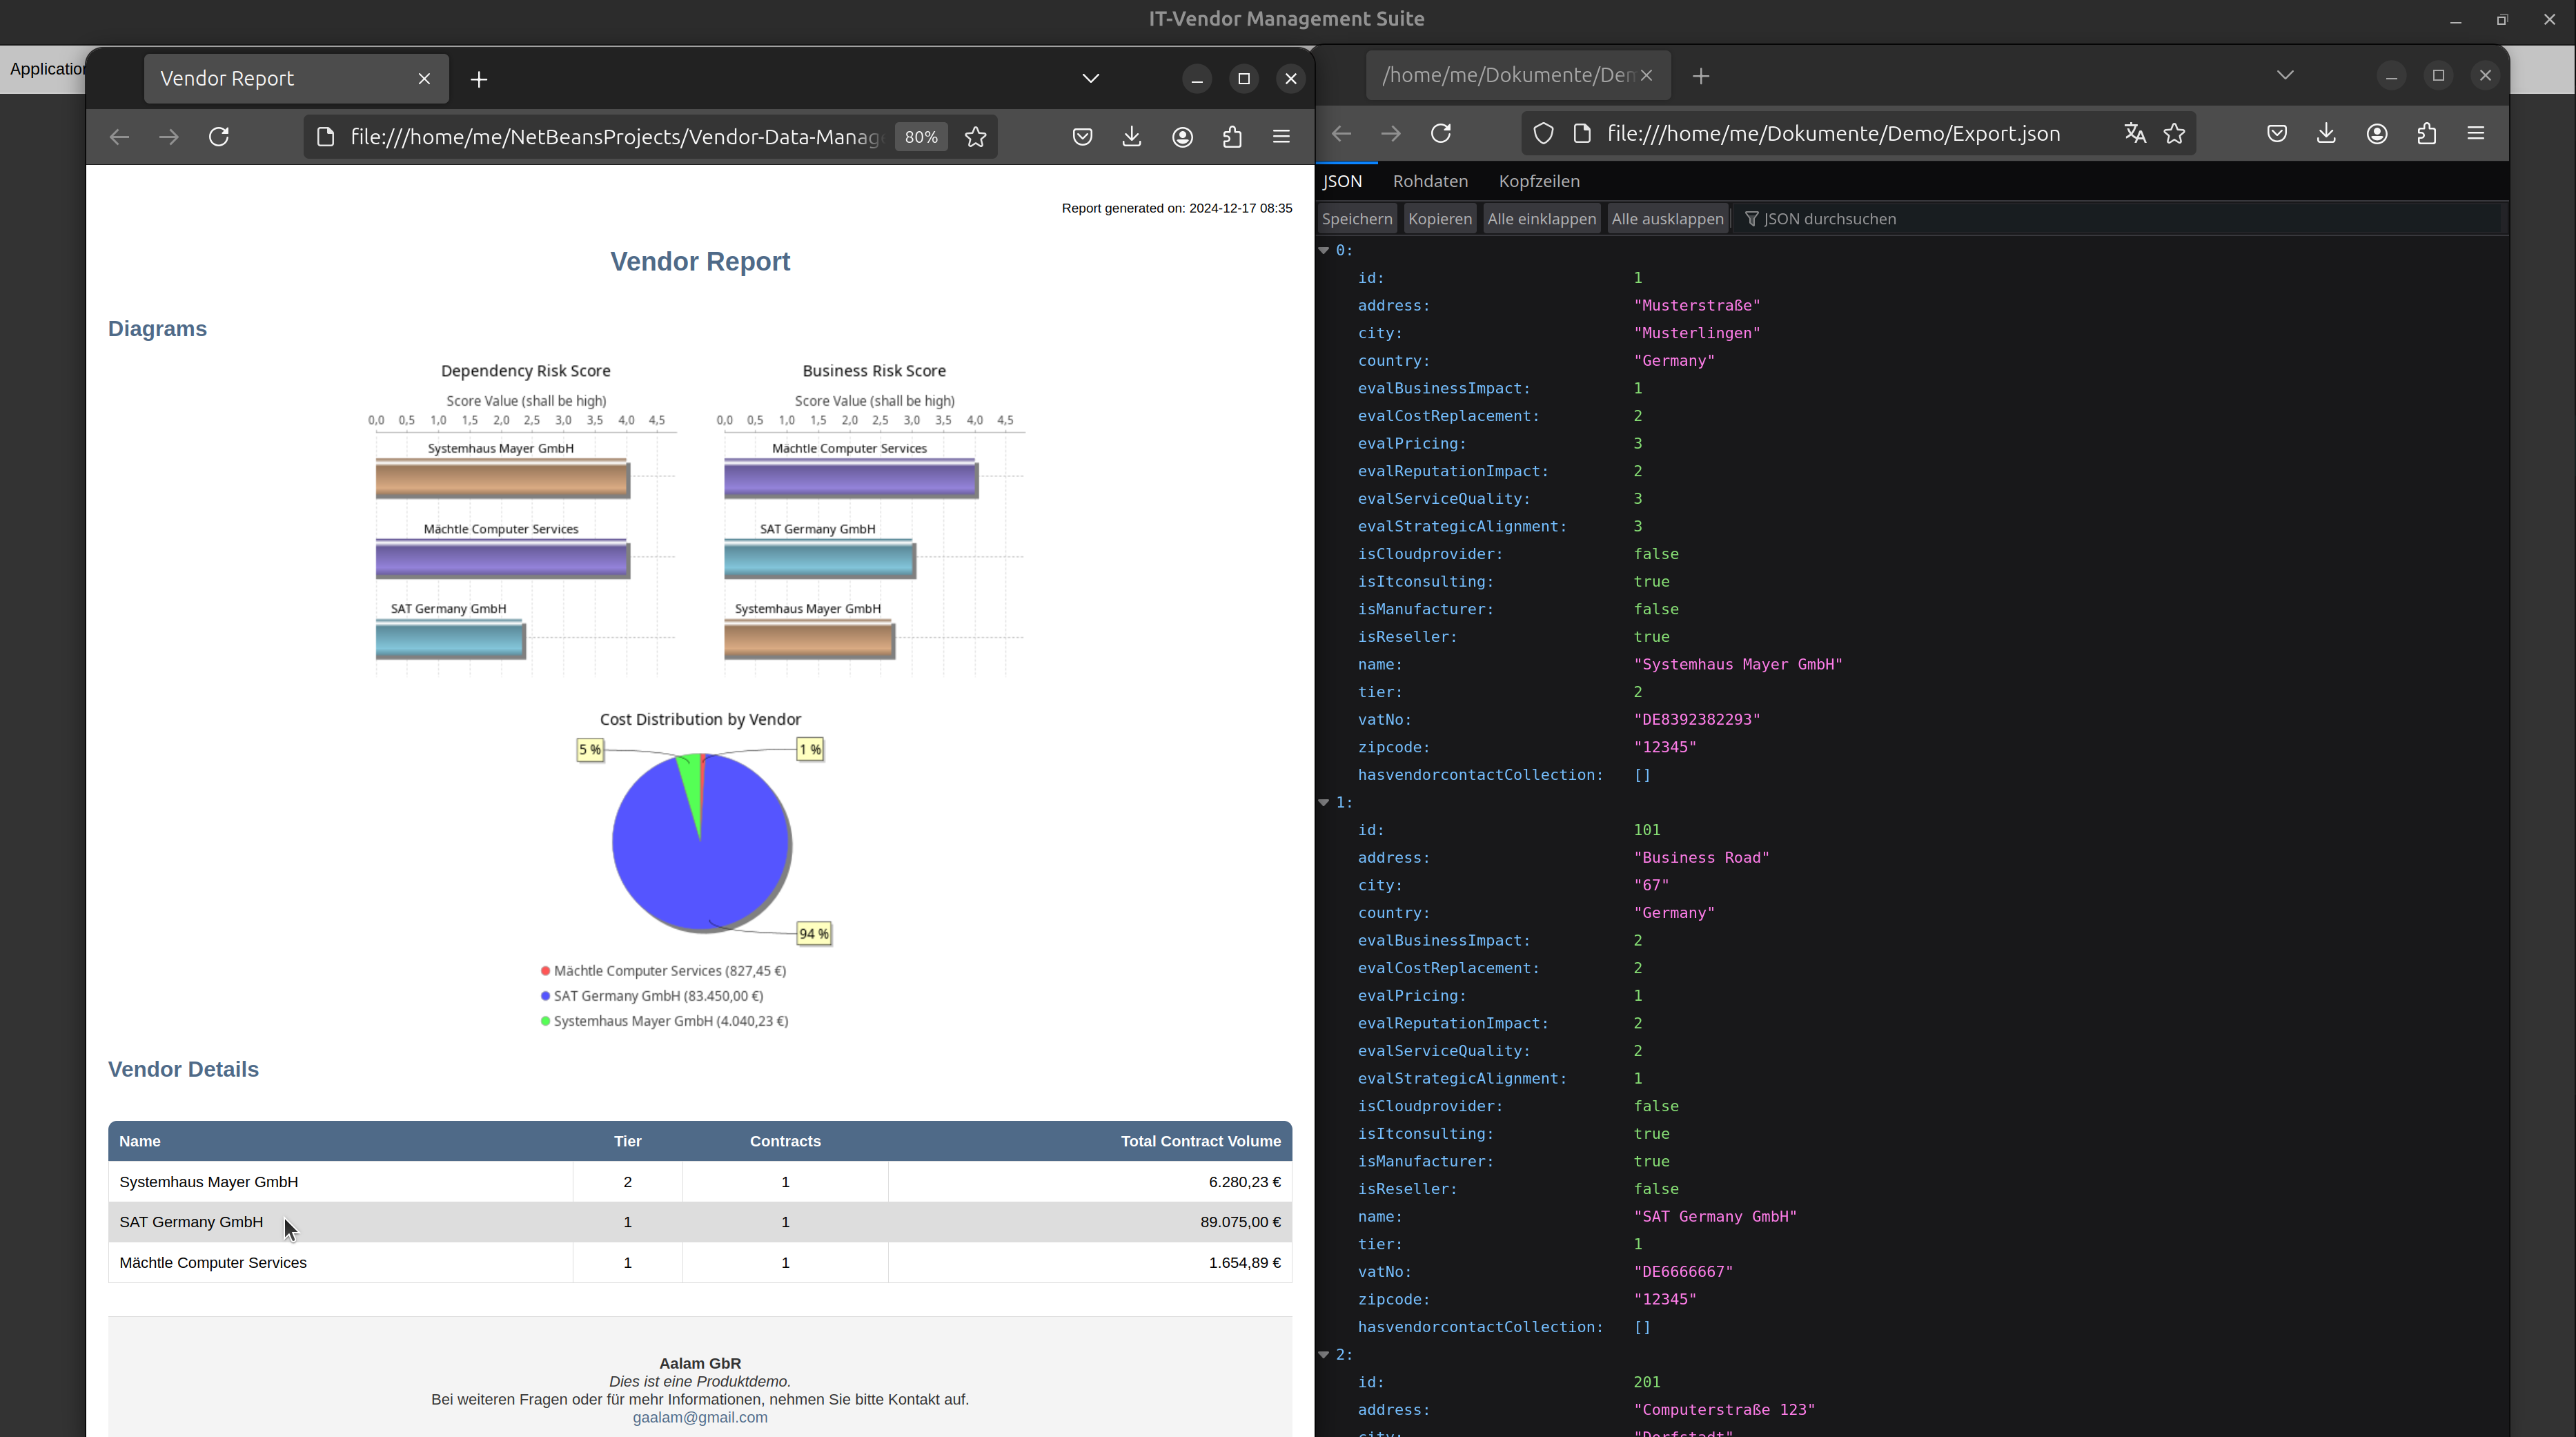 IT-Vendor Management Suite
Application
Vendor Report
file:///home/me/NetBeansProjects/Vendor-Data-Manage
80%
Report generated on: 2024-12-17 08:35
Vendor Report
Diagrams
Dependency Risk Score
Score Value (shall be high)
0,0 0,5 1,0 1,5 2,0 2,5 3,0 3,5 4,0 4,5
Systemhaus Mayer GmbH
Mächtle Computer Services
SAT Germany GmbH
Business Risk Score
Score Value (shall be high)
0,0 0,5 1,0 1,5 2,0 2,5 3,0 3,5 4,0 4,5
Mächtle Computer Services
SAT Germany GmbH
Systemhaus Mayer GmbH
Cost Distribution by Vendor
5 %
1 %
94 %
Mächtle Computer Services (827,45 €)
SAT Germany GmbH (83.450,00 €)
Systemhaus Mayer GmbH (4.040,23 €)
Vendor Details
Name Tier Contracts Total Contract Volume
Systemhaus Mayer GmbH 2 1 6.280,23 €
SAT Germany GmbH 1 1 89.075,00 €
Mächtle Computer Services 1 1 1.654,89 €
Aalam GbR
Dies ist eine Produktdemo.
Bei weiteren Fragen oder für mehr Informationen, nehmen Sie bitte Kontakt auf.
gaalam@gmail.com
/home/me/Dokumente/Dem
file:///home/me/Dokumente/Demo/Export.json
JSON Rohdaten Kopfzeilen
Speichern Kopieren Alle einklappen Alle ausklappen JSON durchsuchen
0:
id: 1
address: "Musterstraße"
city: "Musterlingen"
country: "Germany"
evalBusinessImpact: 1
evalCostReplacement: 2
evalPricing: 3
evalReputationImpact: 2
evalServiceQuality: 3
evalStrategicAlignment: 3
isCloudprovider: false
isItconsulting: true
isManufacturer: false
isReseller: true
name: "Systemhaus Mayer GmbH"
tier: 2
vatNo: "DE8392382293"
zipcode: "12345"
hasvendorcontactCollection: []
1:
id: 101
address: "Business Road"
city: "67"
country: "Germany"
evalBusinessImpact: 2
evalCostReplacement: 2
evalPricing: 1
evalReputationImpact: 2
evalServiceQuality: 2
evalStrategicAlignment: 1
isCloudprovider: false
isItconsulting: true
isManufacturer: true
isReseller: false
name: "SAT Germany GmbH"
tier: 1
vatNo: "DE6666667"
zipcode: "12345"
hasvendorcontactCollection: []
2:
id: 201
address: "Computerstraße 123"
city: "Dorfstadt"